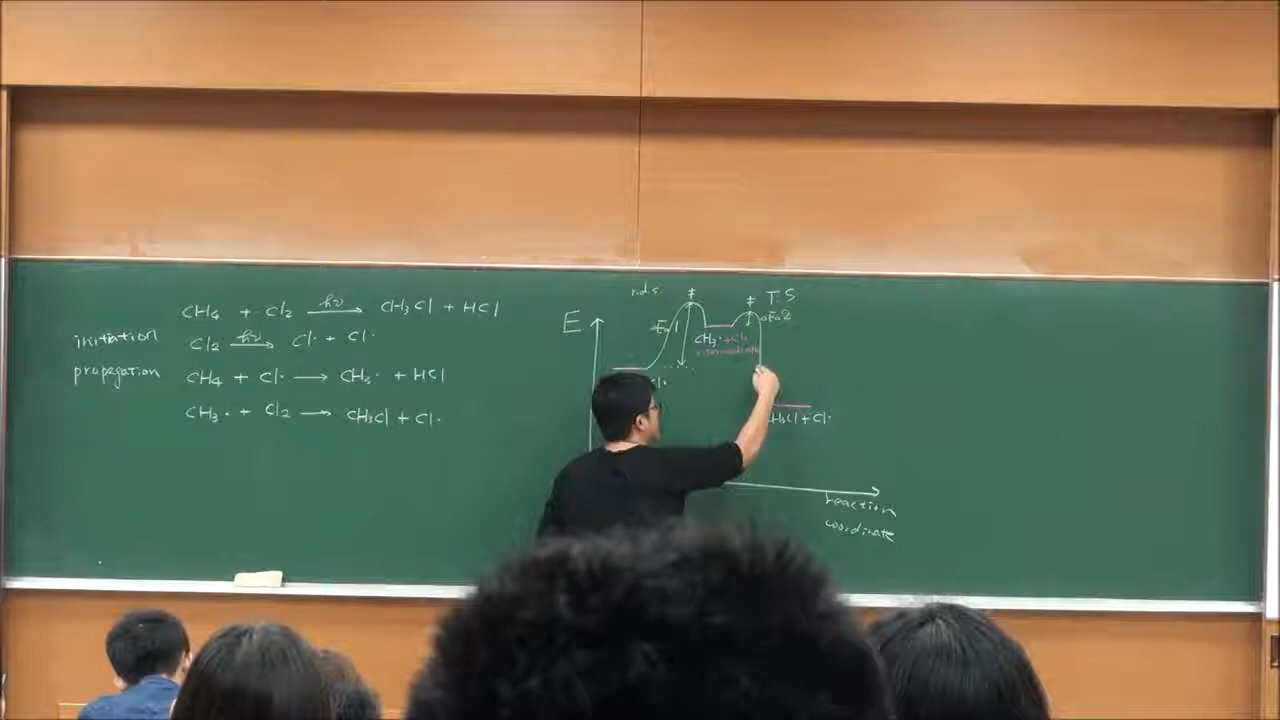 CH4 + Cl2 —hν→ CH3Cl + HCl
initiation Cl2 —hν→ Cl· + Cl·
propagation CH4 + Cl· → CH3· + HCl
CH3· + Cl2 → CH3Cl + Cl·
r.d.s. ‡ ‡ T.S
E Ea1 Ea2
CH3· + Cl2
intermediate
CH3Cl + Cl·
reaction
coordinate